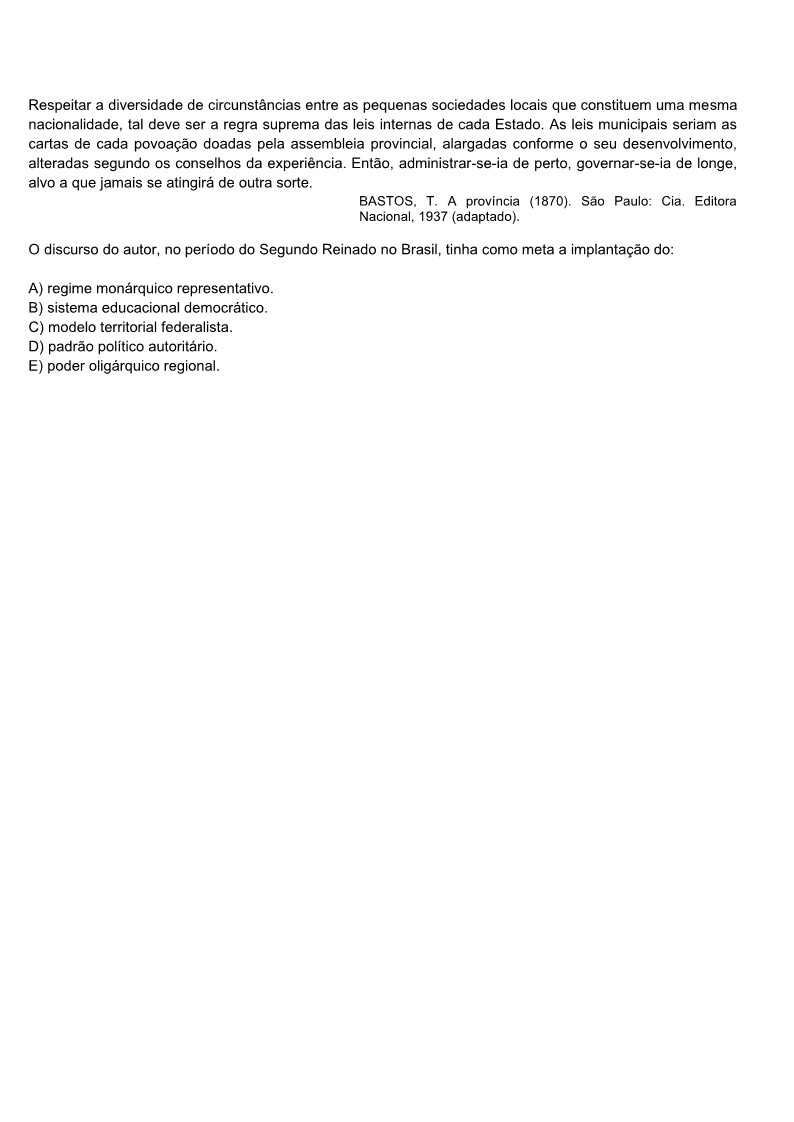 Respeitar a diversidade de circunstâncias entre as pequenas sociedades locais que constituem uma mesma
nacionalidade, tal deve ser a regra suprema das leis internas de cada Estado. As leis municipais seriam as
cartas de cada povoação doadas pela assembleia provincial, alargadas conforme o seu desenvolvimento,
alteradas segundo os conselhos da experiência. Então, administrar-se-ia de perto, governar-se-ia de longe,
alvo a que jamais se atingirá de outra sorte.
BASTOS, T. A província (1870). São Paulo: Cia. Editora
Nacional, 1937 (adaptado).
O discurso do autor, no período do Segundo Reinado no Brasil, tinha como meta a implantação do:
A) regime monárquico representativo.
B) sistema educacional democrático.
C) modelo territorial federalista.
D) padrão político autoritário.
E) poder oligárquico regional.